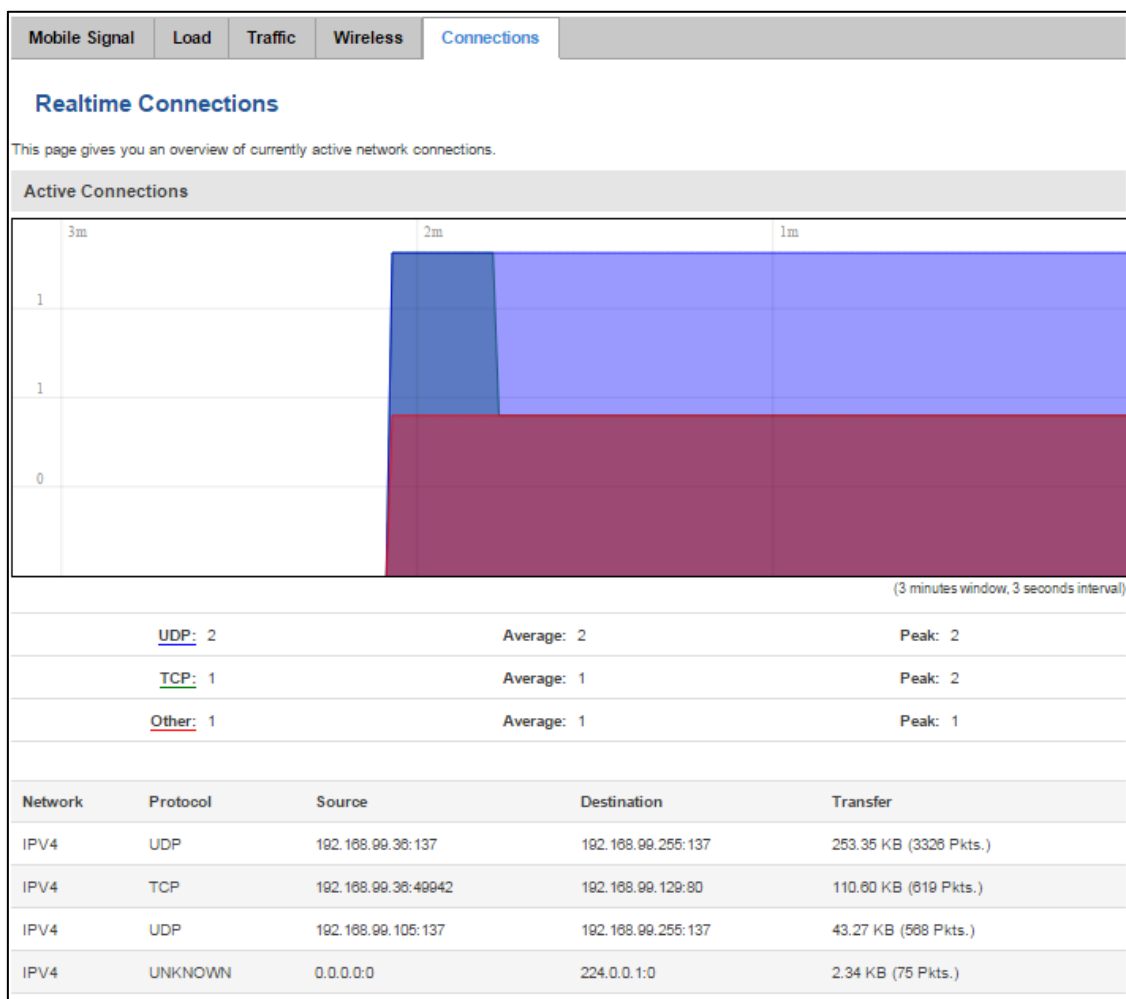 Mobile Signal Load Traffic Wireless Connections
Realtime Connections
This page gives you an overview of currently active network connections.
Active Connections
3m 2m 1m
1
1
0
(3 minutes window, 3 seconds interval)
UDP: 2 Average: 2 Peak: 2
TCP: 1 Average: 1 Peak: 2
Other: 1 Average: 1 Peak: 1
Network Protocol Source Destination Transfer
IPV4 UDP 192.168.99.36:137 192.168.99.255:137 253.35 KB (3326 Pkts.)
IPV4 TCP 192.168.99.36:49942 192.168.99.129:80 110.60 KB (619 Pkts.)
IPV4 UDP 192.168.99.105:137 192.168.99.255:137 43.27 KB (568 Pkts.)
IPV4 UNKNOWN 0.0.0.0:0 224.0.0.1:0 2.34 KB (75 Pkts.)